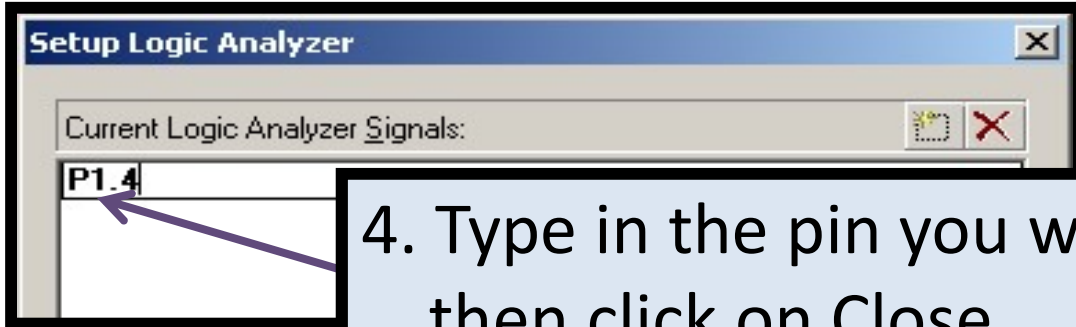 Setup Logic Analyzer
Current Logic Analyzer Signals:
P1.4
4. Type in the pin you
then click on Close